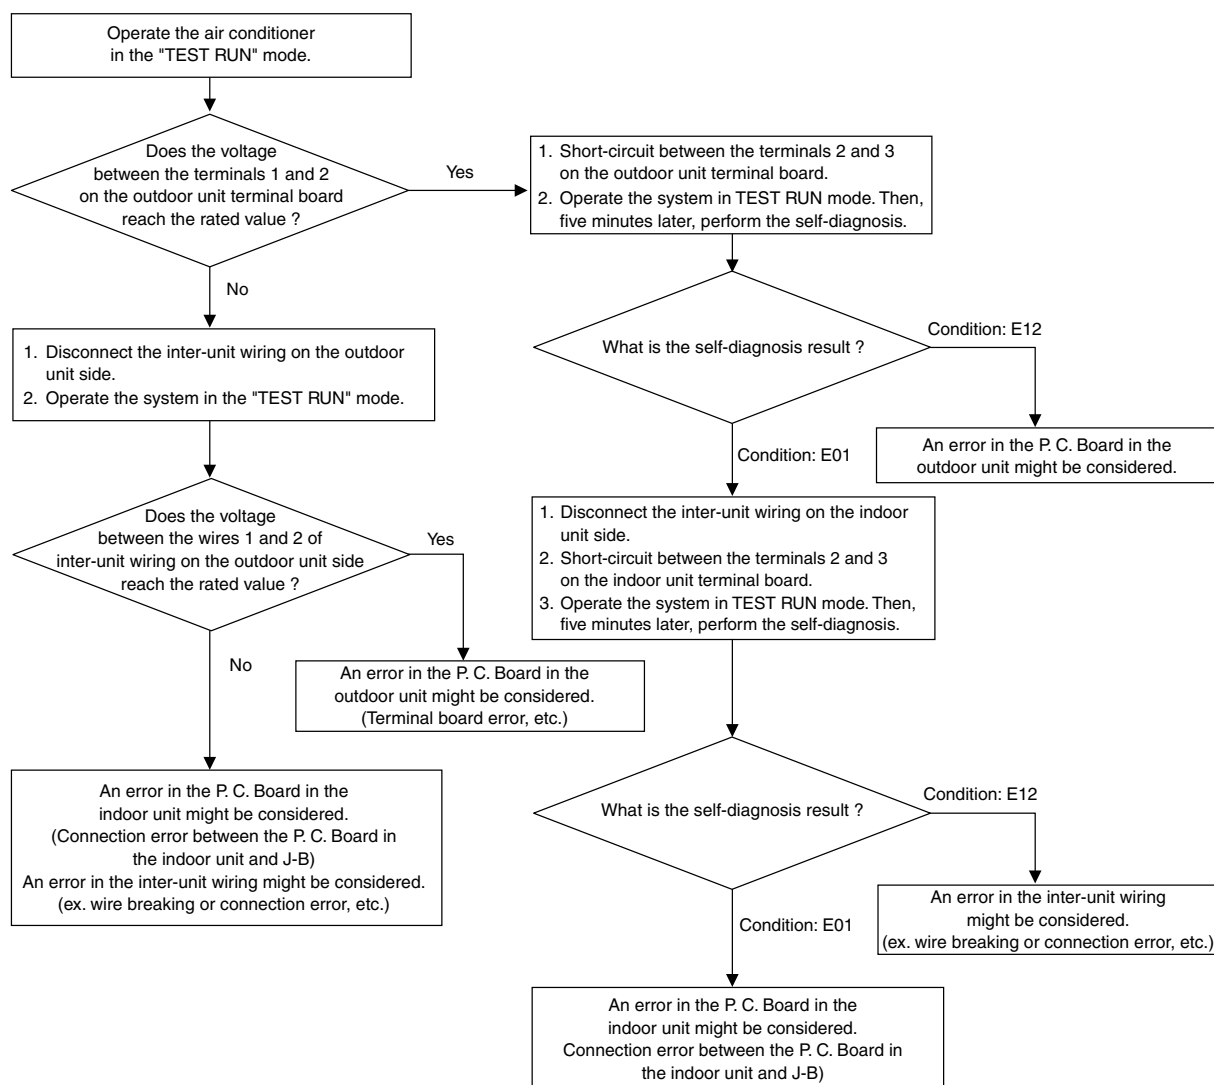 Operate the air conditioner
in the "TEST RUN" mode.
Does the voltage
between the terminals 1 and 2
on the outdoor unit terminal board
reach the rated value ?
Yes
1. Short-circuit between the terminals 2 and 3
on the outdoor unit terminal board.
2. Operate the system in TEST RUN mode. Then,
five minutes later, perform the self-diagnosis.
No
1. Disconnect the inter-unit wiring on the outdoor
unit side.
2. Operate the system in the "TEST RUN" mode.
What is the self-diagnosis result ?
Condition: E12
An error in the P. C. Board in the
outdoor unit might be considered.
Condition: E01
Does the voltage
between the wires 1 and 2 of
inter-unit wiring on the outdoor unit side
reach the rated value ?
Yes
An error in the P. C. Board in the
outdoor unit might be considered.
(Terminal board error, etc.)
No
An error in the P. C. Board in the
indoor unit might be considered.
(Connection error between the P. C. Board in
the indoor unit and J-B)
An error in the inter-unit wiring might be considered.
(ex. wire breaking or connection error, etc.)
1. Disconnect the inter-unit wiring on the indoor
unit side.
2. Short-circuit between the terminals 2 and 3
on the indoor unit terminal board.
3. Operate the system in TEST RUN mode. Then,
five minutes later, perform the self-diagnosis.
What is the self-diagnosis result ?
Condition: E12
An error in the inter-unit wiring
might be considered.
(ex. wire breaking or connection error, etc.)
Condition: E01
An error in the P. C. Board in the
indoor unit might be considered.
Connection error between the P. C. Board in
the indoor unit and J-B)